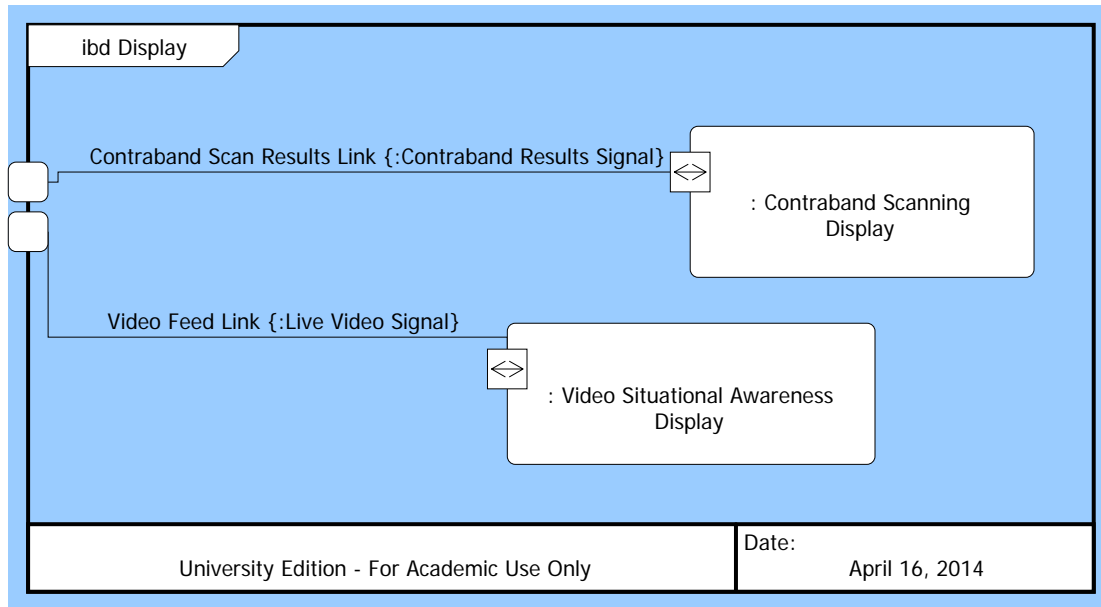 ibd Display
Contraband Scan Results Link {:Contraband Results Signal}
<>
: Contraband Scanning
Display
Video Feed Link {:Live Video Signal}
<>
: Video Situational Awareness
Display
University Edition - For Academic Use Only
Date:
April 16, 2014